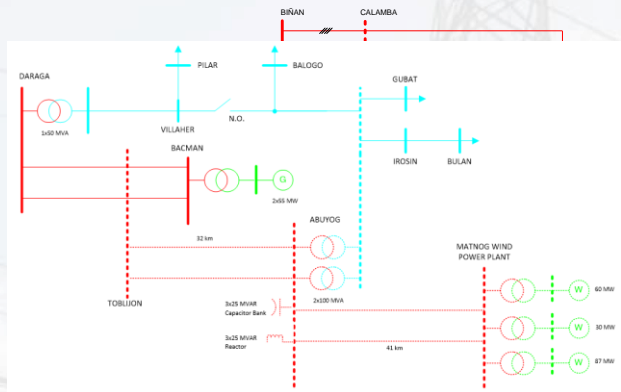 BIÑAN
CALAMBA
PILAR
BALOGO
GUBAT
DARAGA
1x50 MVA
VILLAHER
N.O.
IROSIN
BULAN
BACMAN
G
2x55 MW
ABUYOG
32 km
MATNOG WIND
POWER PLANT
TOBLIJON
2x100 MVA
3x25 MVAR
Capacitor Bank
3x25 MVAR
Reactor
41 km
W
60 MW
W
30 MW
W
87 MW